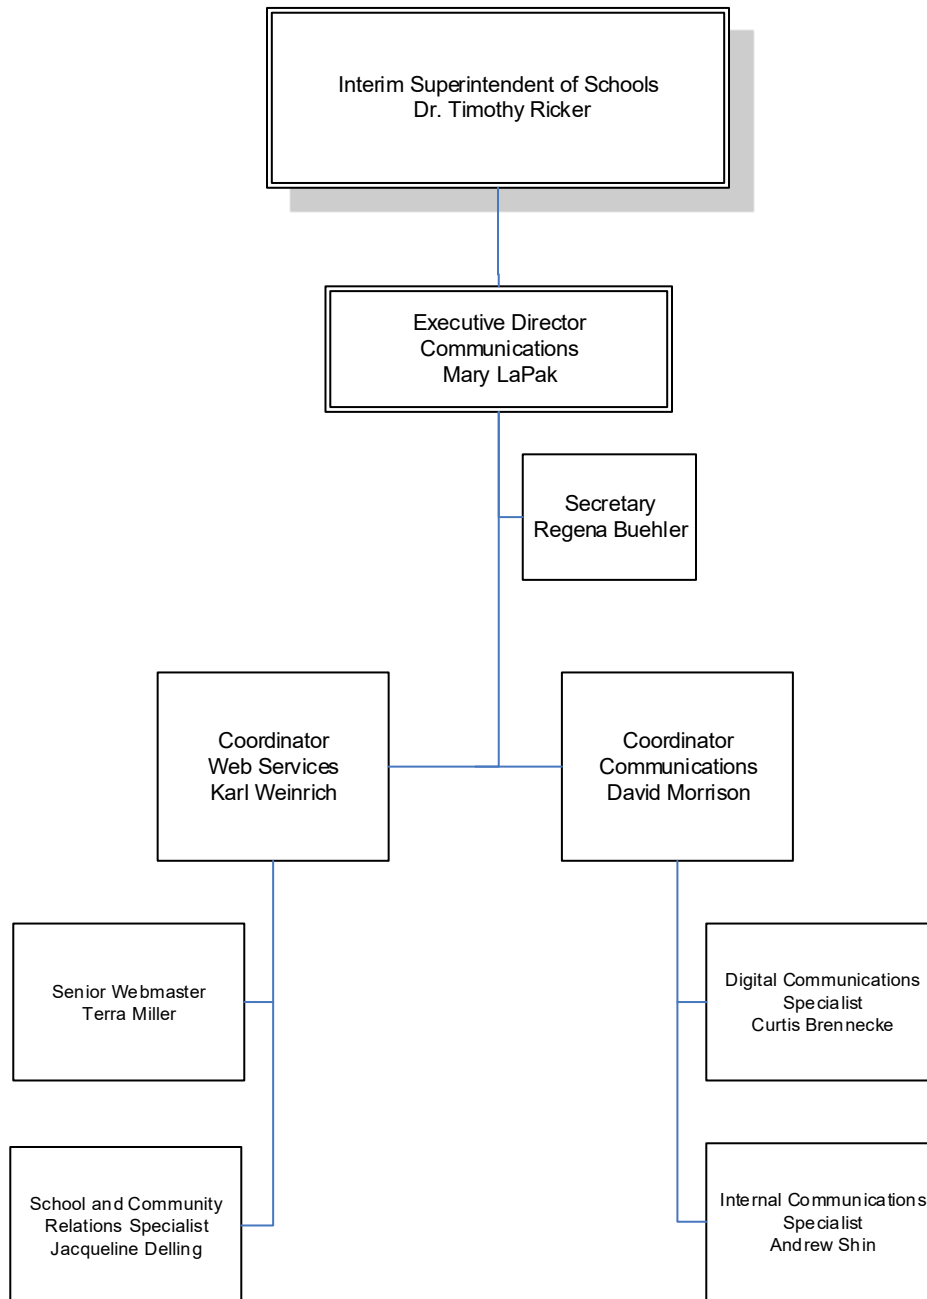 Interim Superintendent of Schools
Dr. Timothy Ricker
Executive Director
Communications
Mary LaPak
Secretary
Regena Buehler
Coordinator
Web Services
Karl Weinrich
Coordinator
Communications
David Morrison
Senior Webmaster
Terra Miller
Digital Communications
Specialist
Curtis Brennecke
School and Community
Relations Specialist
Jacqueline Delling
Internal Communications
Specialist
Andrew Shin